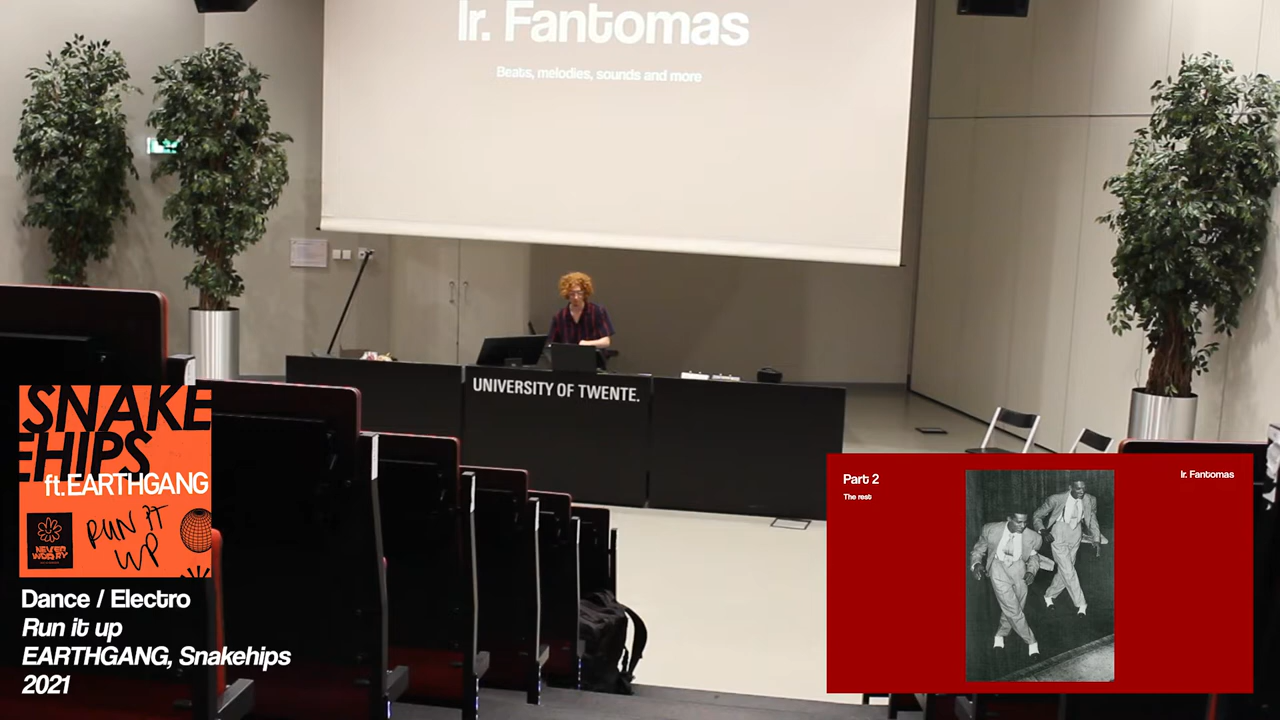 Ir. Fantomas
Beats, melodies, sounds and more
UNIVERSITY OF TWENTE.
SNAKE
EHIPS
ft. EARTHGANG
RUN IT
UP
NEVER
WORRY
Dance / Electro
Run it up
EARTHGANG, Snakehips
2021
Part 2
The rest
Ir. Fantomas